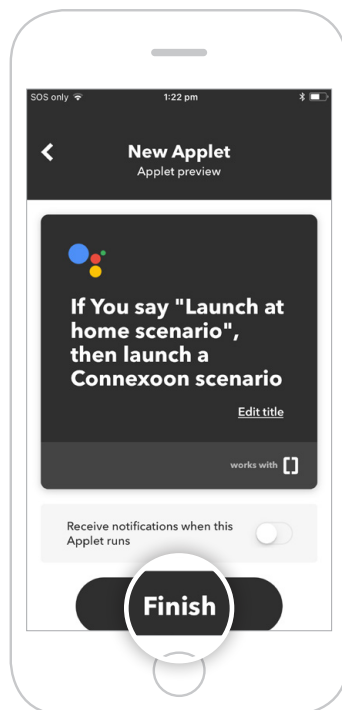 SOS only 1:22 pm
New Applet
Applet preview
If You say "Launch at
home scenario",
then launch a
Connexoon scenario
Edit title
works with
Receive notifications when this
Applet runs
Finish